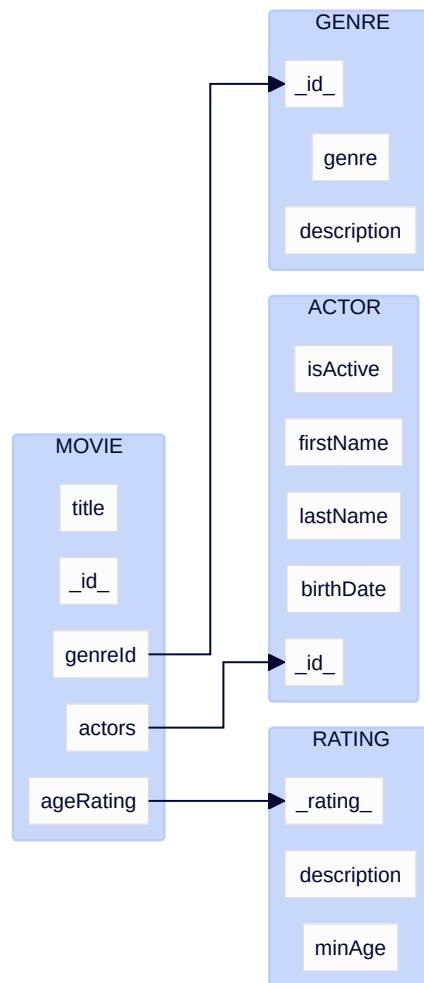 GENRE
_id_
genre
description
ACTOR
isActive
firstName
lastName
birthDate
_id_
MOVIE
title
_id_
genreId
actors
ageRating
RATING
_rating_
description
minAge